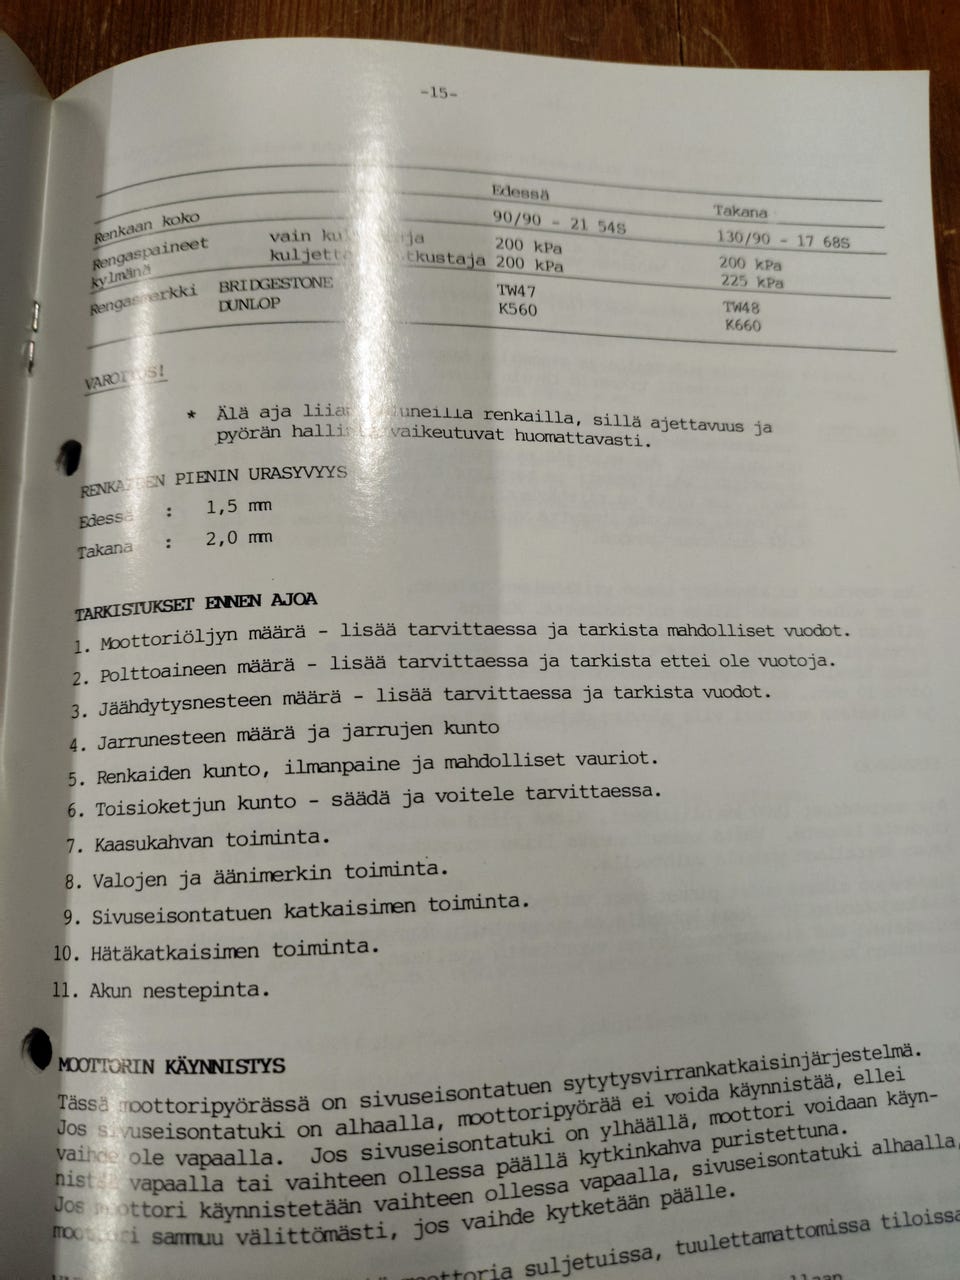 -15-
Edessä Takana
Renkaan koko 90/90 - 21 54S 130/90 - 17 68S
Rengaspaineet vain 200 kPa 200 kPa
kylmänä 200 kPa 225 kPa
Rengasmerkki BRIDGESTONE TW47 TW48
DUNLOP K560 K660
VAROITUS!
* Älä aja renkailla, sillä ajettavuus ja
pyörän vaikeutuvat huomattavasti.
RENKAIDEN PIENIN URASYVYYS
Edessä : 1,5 mm
Takana : 2,0 mm
TARKISTUKSET ENNEN AJOA
1. Moottoriöljyn määrä - lisää tarvittaessa ja tarkista mahdolliset vuodot.
2. Polttoaineen määrä - lisää tarvittaessa ja tarkista ettei ole vuotoja.
3. Jäähdytysnesteen määrä - lisää tarvittaessa ja tarkista vuodot.
4. Jarrunesteen määrä ja jarrujen kunto
5. Renkaiden kunto, ilmanpaine ja mahdolliset vauriot.
6. Toisioketjun kunto - säädä ja voitele tarvittaessa.
7. Kaasukahvan toiminta.
8. Valojen ja äänimerkin toiminta.
9. Sivuseisontatuen katkaisimen toiminta.
10. Hätäkatkaisimen toiminta.
11. Akun nestepinta.
MOOTTORIN KÄYNNISTYS
Tässä moottoripyörässä on sivuseisontatuen sytytysvirrankatkaisinjärjestelmä.
Jos sivuseisontatuki on alhaalla, moottoripyörää ei voida käynnistää, ellei
vaihde ole vapaalla. Jos sivuseisontatuki on ylhäällä, moottori voidaan käyn-
nistää vapaalla tai vaihteen ollessa päällä kytkinkahva puristettuna.
Jos moottori käynnistetään vaihteen ollessa vapaalla, sivuseisontatuki alhaalla,
moottori sammuu välittömästi, jos vaihde kytketään päälle.
moottoria suljetuissa, tuulettamattomissa tiloissa